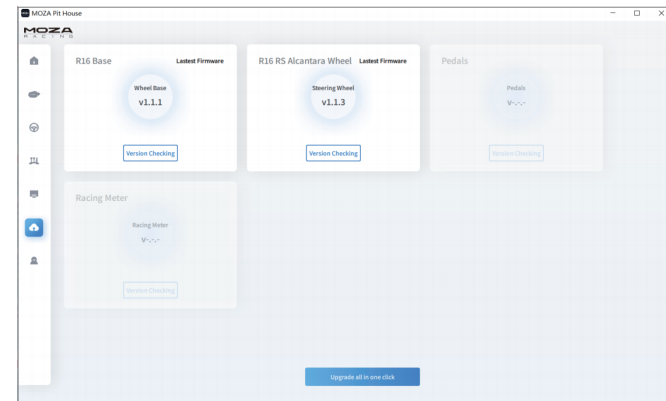 MOZA Pit House
MOZA
RACING
R16 Base Lastest Firmware
Wheel Base
v1.1.1
Version Checking
R16 RS Alcantara Wheel Lastest Firmware
Steering Wheel
v1.1.3
Version Checking
Pedals
Pedals
v-.-.-
Version Checking
Racing Meter
Racing Meter
v-.-.-
Version Checking
Upgrade all in one click